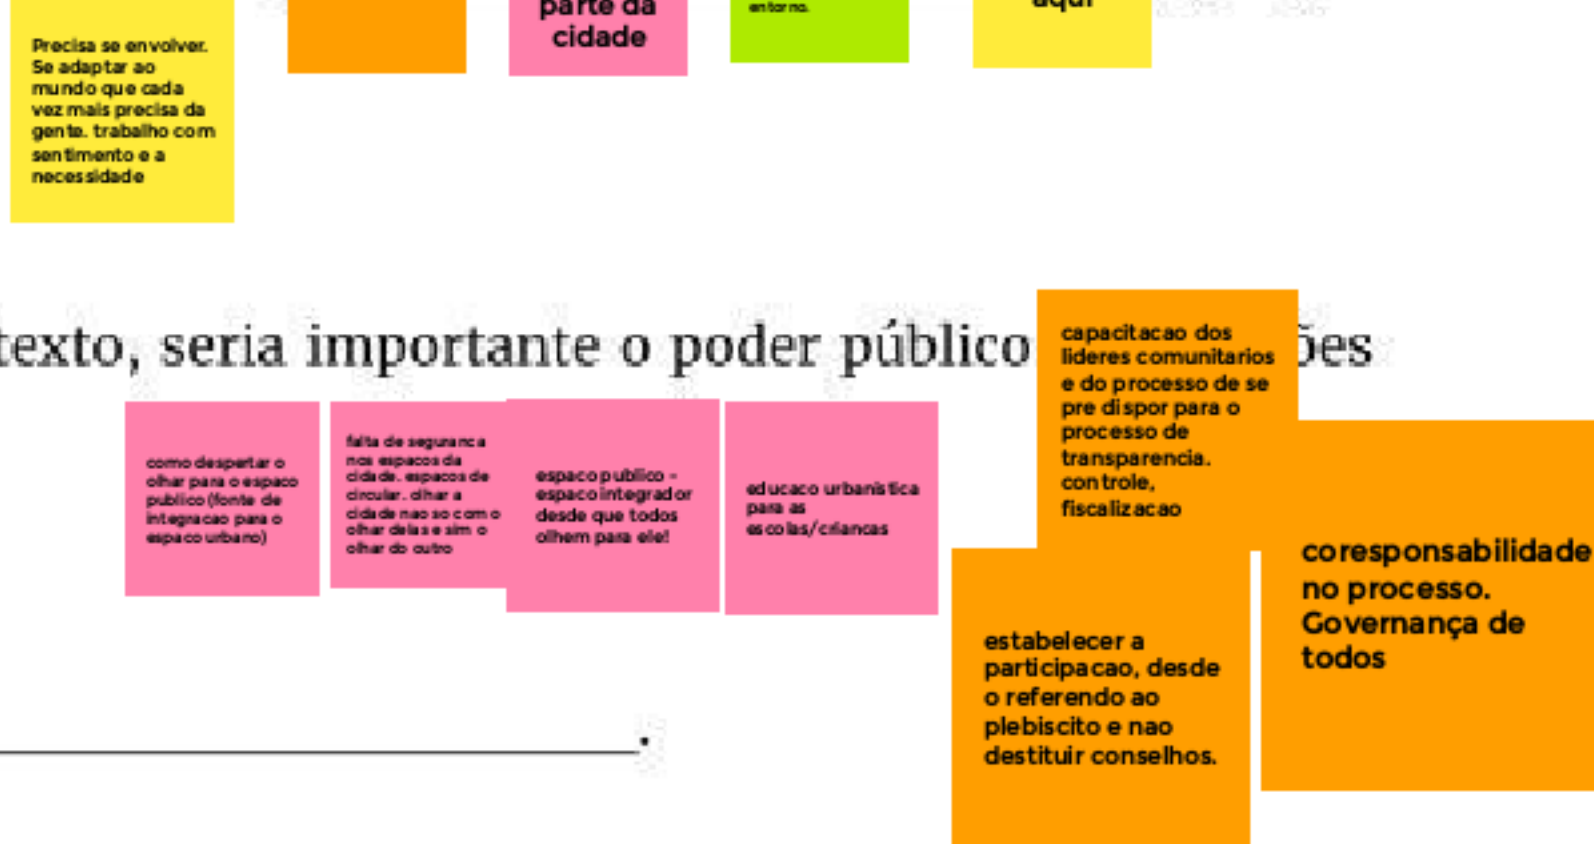 parte da
cidade
entorno.
aqui
Precisa se envolver.
Se adaptar ao
mundo que cada
vez mais precisa da
gente. trabalho com
sentimento e a
necessidade
texto, seria importante o poder público
ões
como despertar o
olhar para o espaco
publico (fonte de
integracao para o
espaco urbano)
falta de seguranca
nos espacos da
cidade. espacos de
circular. olhar a
cidade nao so com o
olhar delas e sim o
olhar do outro
espaco publico -
espaco integrador
desde que todos
olhem para ele!
educaco urbanistica
para as
escolas/criancas
capacitacao dos
lideres comunitarios
e do processo de se
pre dispor para o
processo de
transparencia.
controle,
fiscalizacao
coresponsabilidade
no processo.
Governança de
todos
estabelecer a
participacao, desde
o referendo ao
plebiscito e nao
destituir conselhos.